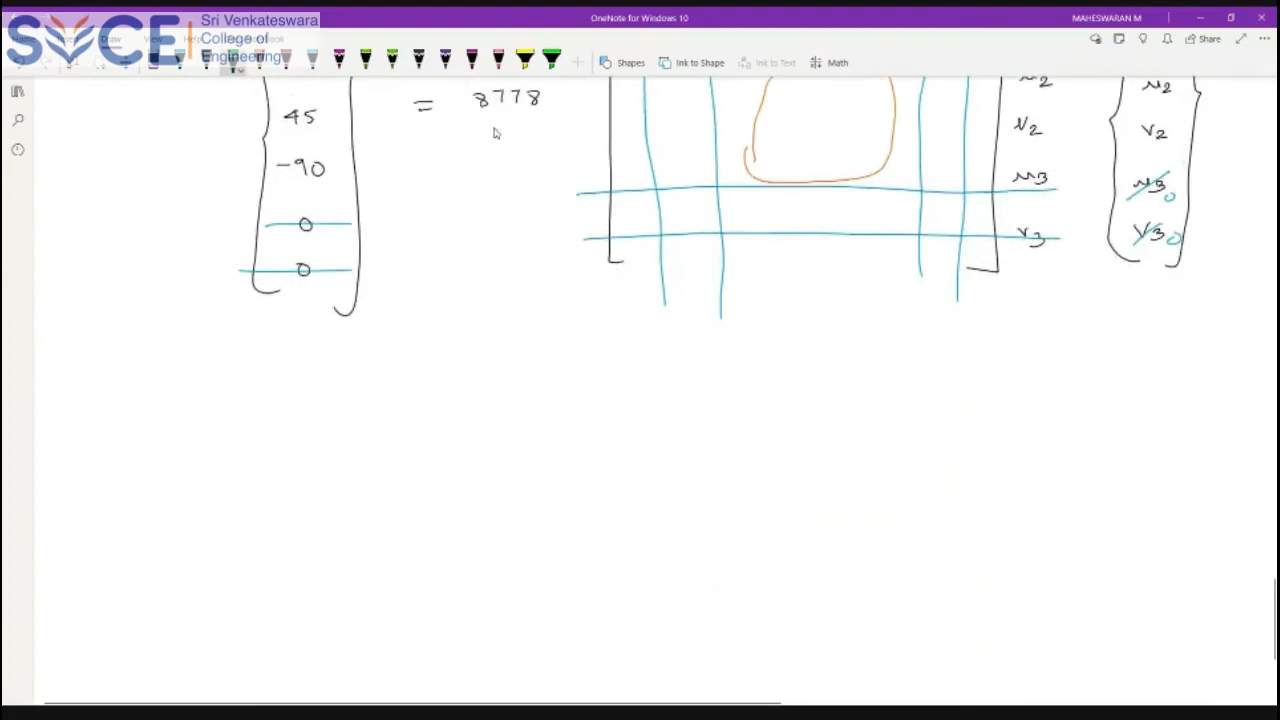 OneNote for Windows 10
MAHESWARAN M
SVCE
Sri Venkateswara
College of
Engineering
Share
Shapes
Ink to Shape
Ink to Text
Math
u2
u2
45
=
8778
v2
v2
-90
u3
u3 0
0
v3
v3 0
0